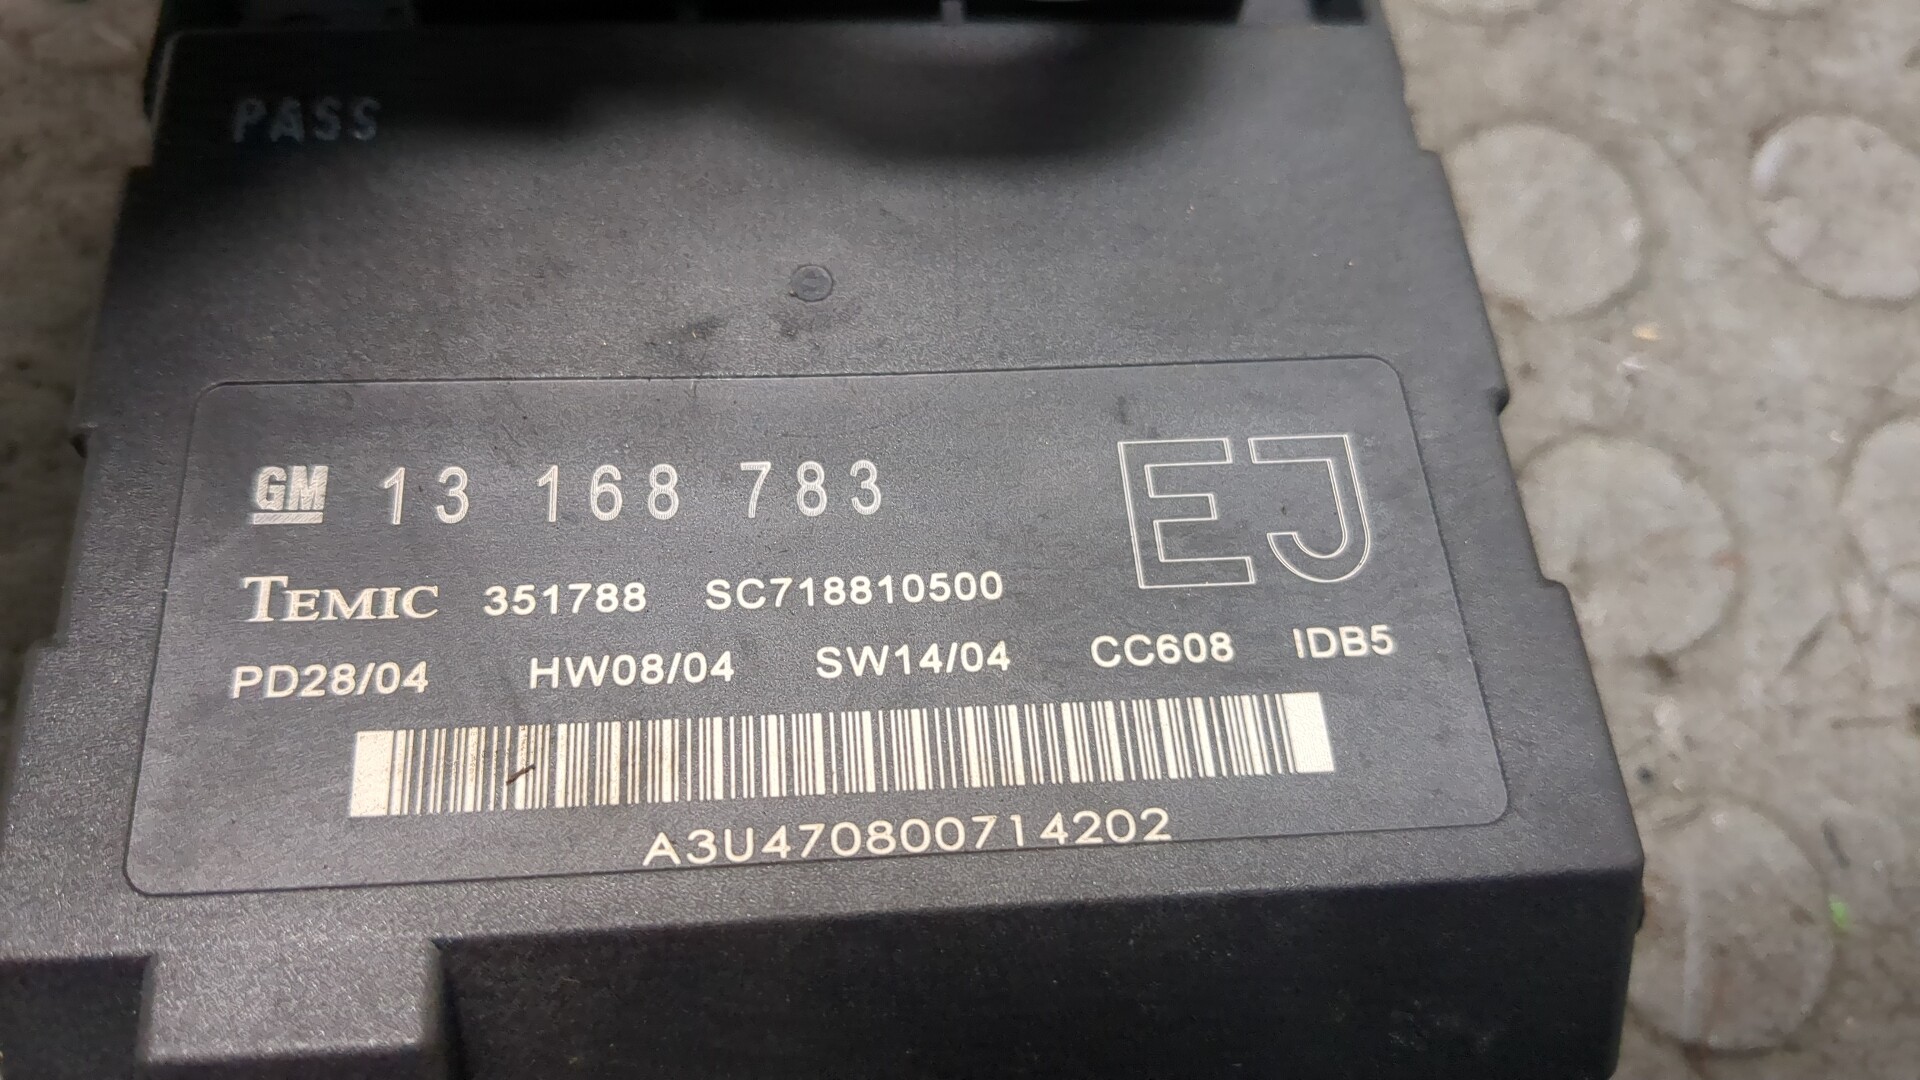 PASS
GM 13 168 783 EJ
TEMIC 351788 SC718810500
PD28/04 HW08/04 SW14/04 CC608 IDB5
A3U470800714202